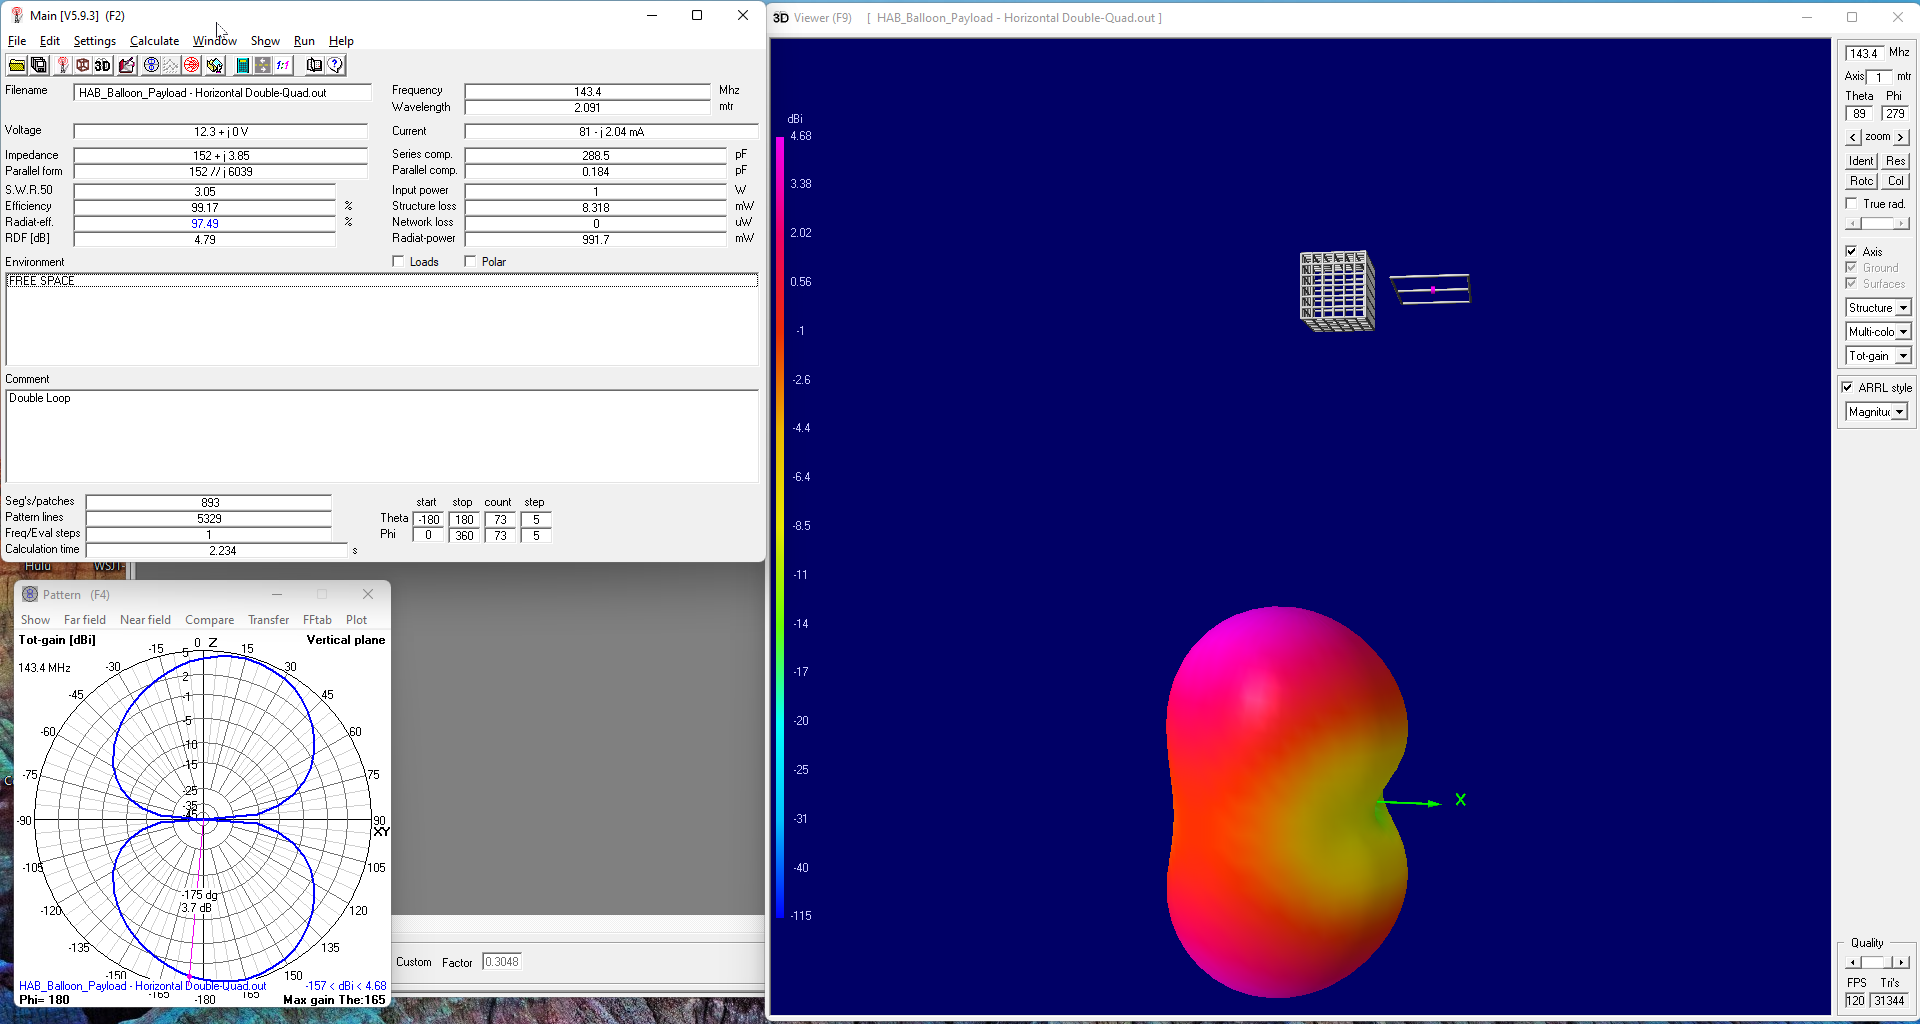 Main [V5.9.3] (F2)
File Edit Settings Calculate Window Show Run Help
3D 1:1
Filename HAB_Balloon_Payload - Horizontal Double-Quad.out Frequency 143.4 Mhz
Wavelength 2.091 mtr
Voltage 12.3 + j 0 V Current 81 - j 2.04 mA
Impedance 152 + j 3.85 Series comp. 288.5 pF
Parallel form 152 // j 6039 Parallel comp. 0.184 pF
S.W.R.50 3.05 Input power 1 W
Efficiency 99.17 % Structure loss 8.318 mW
Radiat-eff. 97.49 % Network loss 0 uW
RDF [dB] 4.79 Radiat-power 991.7 mW
Environment Loads Polar
FREE SPACE
Comment
Double Loop
Seg's/patches 893 start stop count step
Pattern lines 5329 Theta -180 180 73 5
Freq/Eval steps 1 Phi 0 360 73 5
Calculation time 2.234 s
Hulu WSJT-
Pattern (F4)
Show Far field Near field Compare Transfer FFtab Plot
Tot-gain [dBi] 0 Z Vertical plane
143.4 MHz
-15 15
-30 30
-45 45
-60 60
-75 75
-90 90
XY
-105 105
-120 120
-135 135
-150 150
-165 165
-180
5
2
-1
-5
-10
-15
-25
-35
-175 dg
3.7 dB
HAB_Balloon_Payload - Horizontal Double-Quad.out -157 < dBi < 4.68
Phi= 180 Max gain The:165
Custom Factor 0.3048
3D Viewer (F9) [ HAB_Balloon_Payload - Horizontal Double-Quad.out ]
dBi
4.68
3.38
2.02
0.56
-1
-2.6
-4.4
-6.4
-8.5
-11
-14
-17
-20
-25
-31
-40
-115
X
143.4 Mhz
Axis 1 mtr
Theta Phi
89 279
< zoom >
Ident Res
Rotc Col
True rad.
Axis
Ground
Surfaces
Structure
Multi-colo
Tot-gain
ARRL style
Magnituc
Quality
FPS Tri's
120 31344